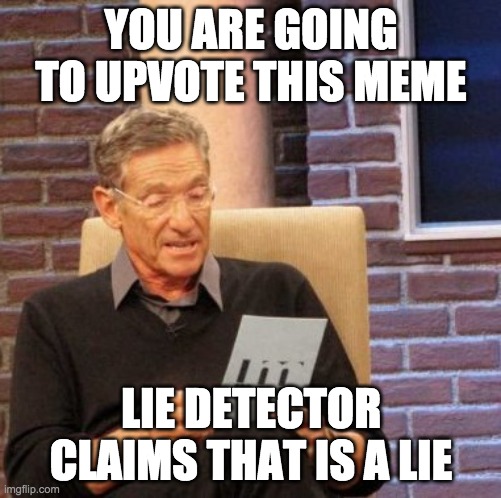 YOU ARE GOING
TO UPVOTE THIS MEME
LIE DETECTOR
CLAIMS THAT IS A LIE
imgflip.com